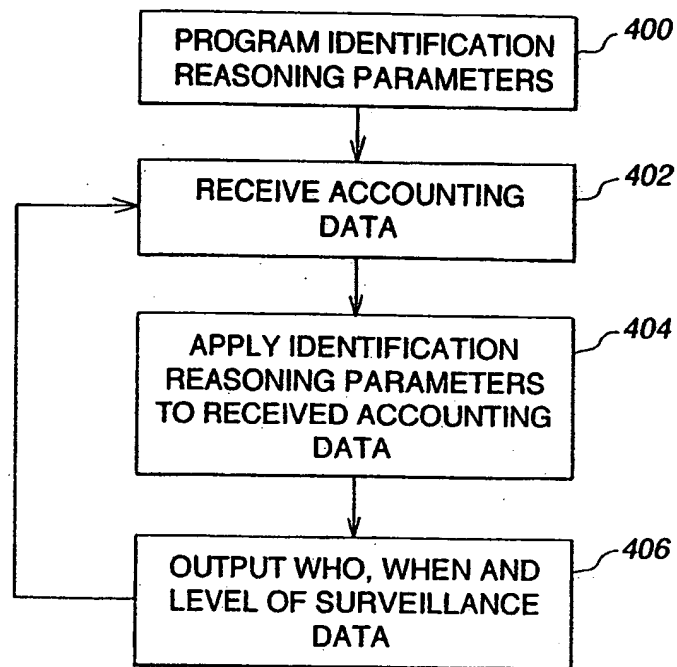 PROGRAM IDENTIFICATION
REASONING PARAMETERS
400
RECEIVE ACCOUNTING
DATA
402
APPLY IDENTIFICATION
REASONING PARAMETERS
TO RECEIVED ACCOUNTING
DATA
404
OUTPUT WHO, WHEN AND
LEVEL OF SURVEILLANCE
DATA
406